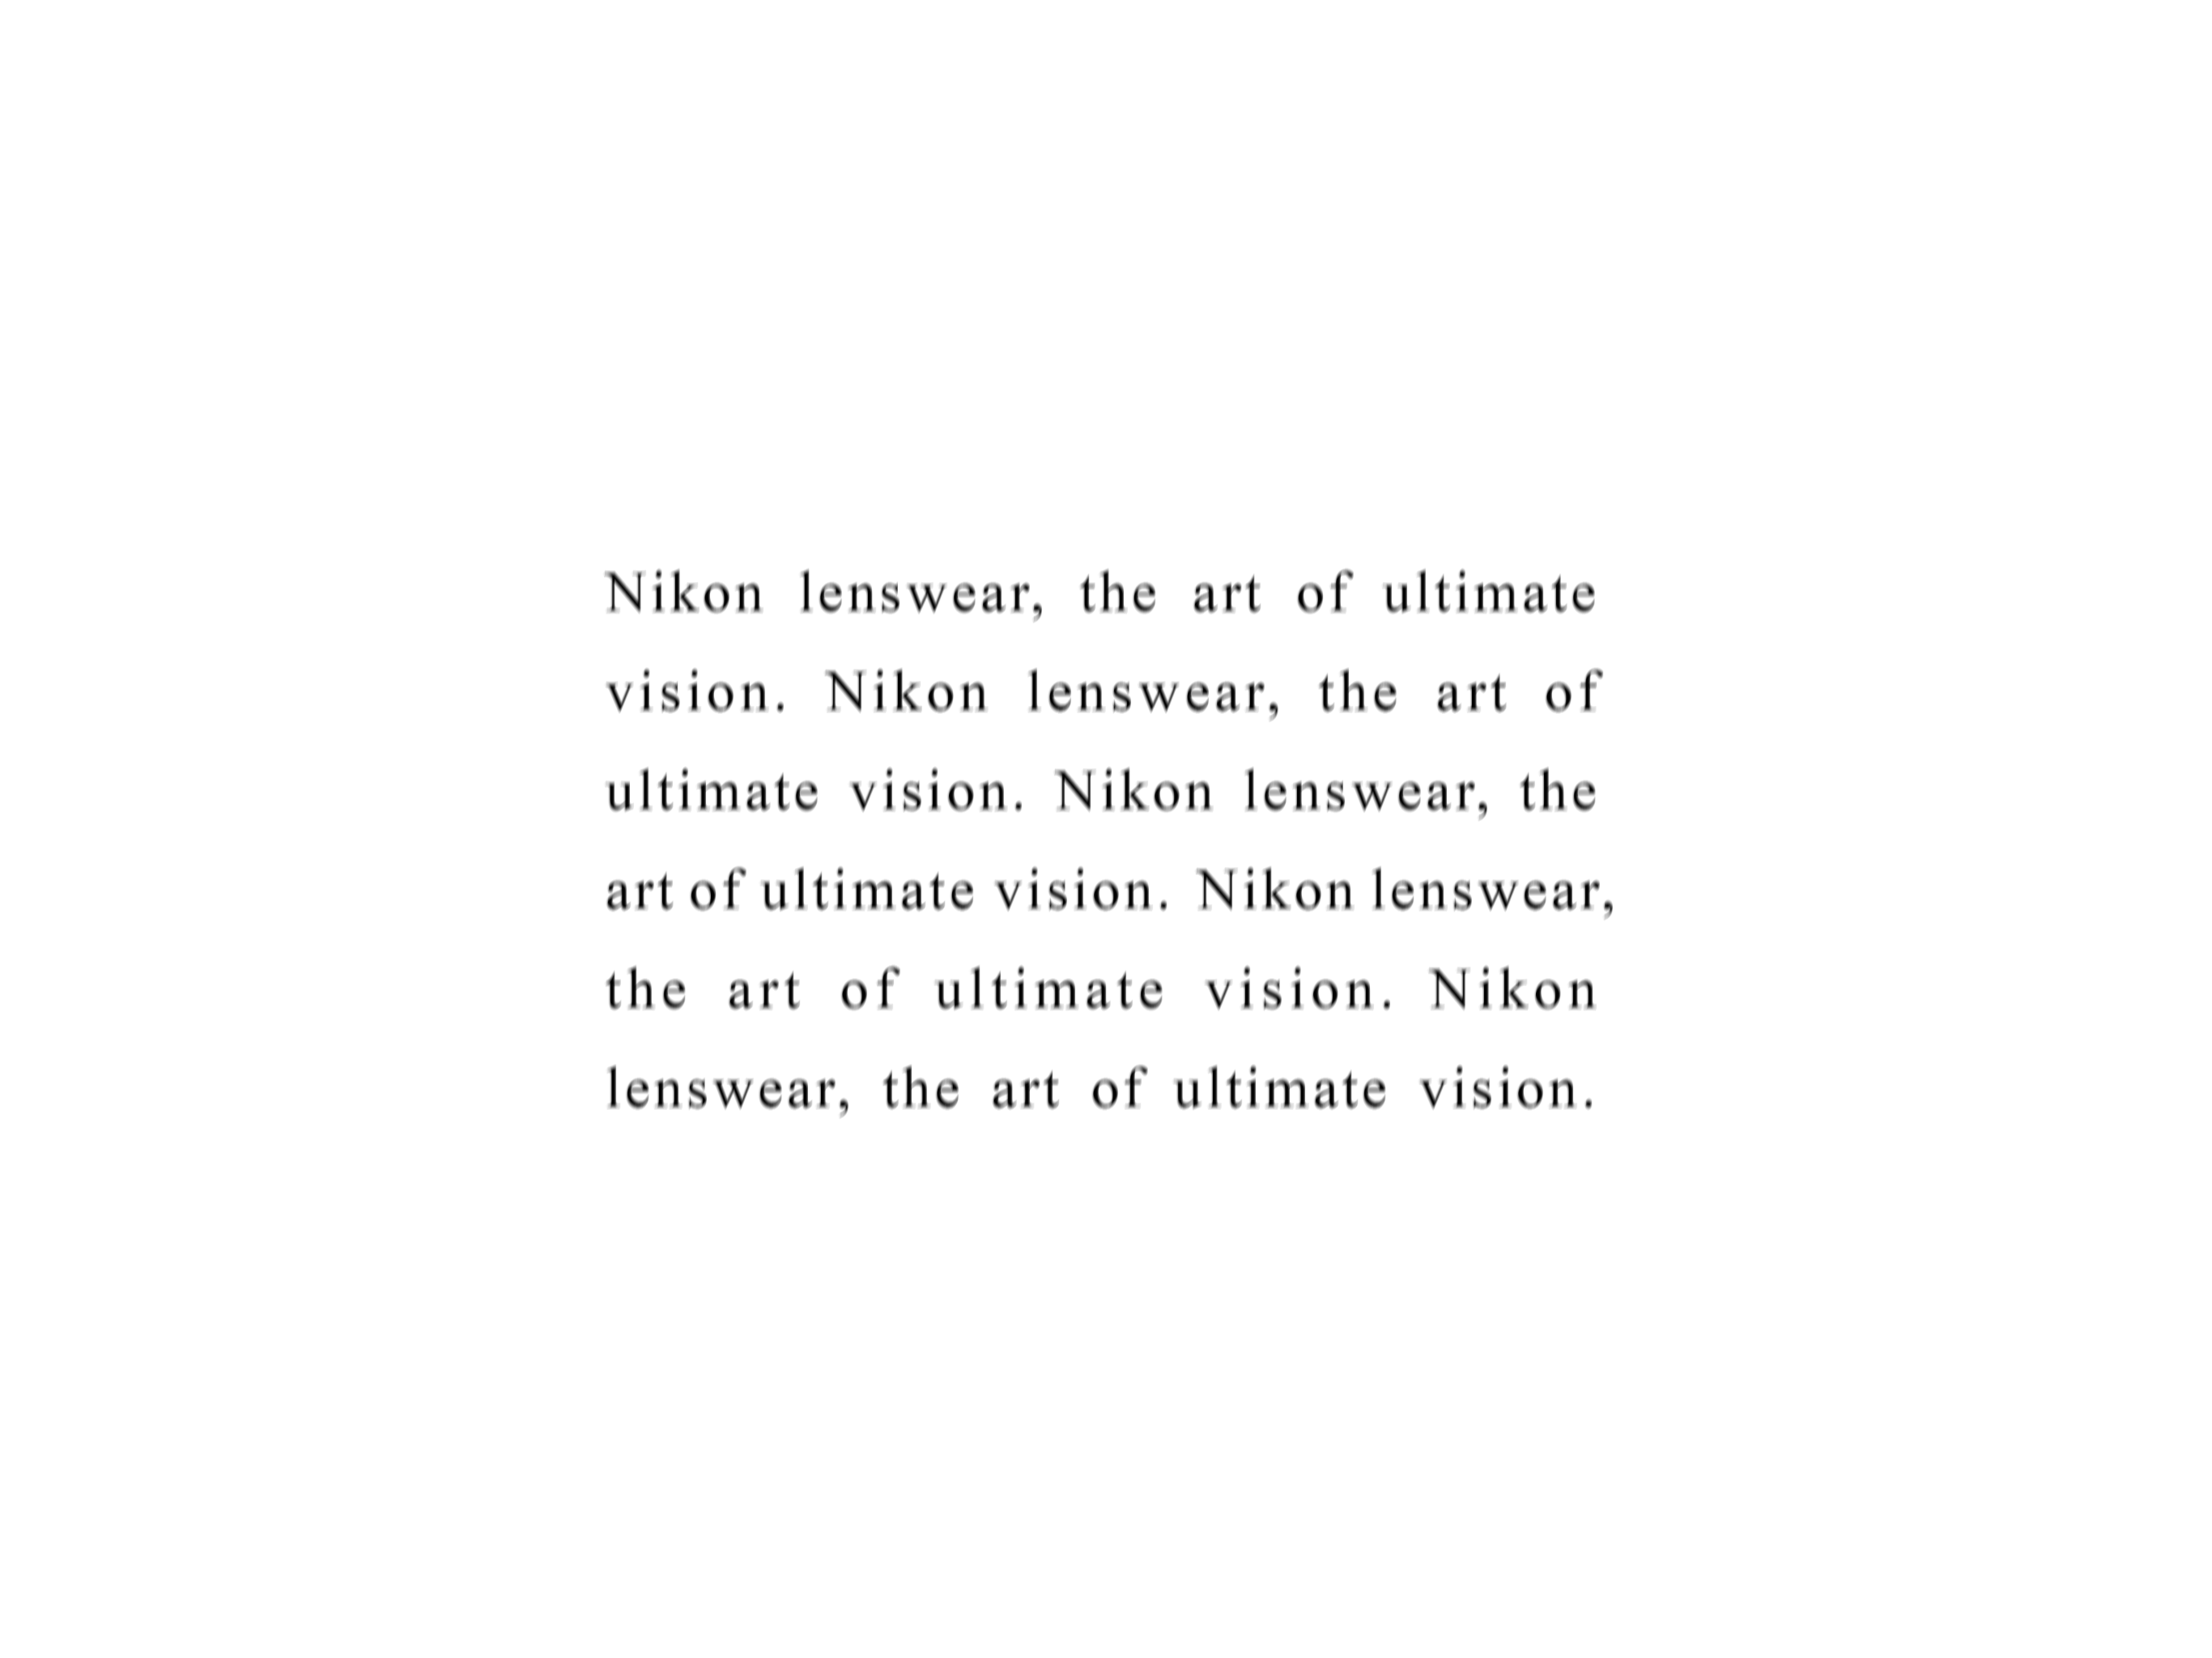 Nikon lenswear, the art of ultimate
vision. Nikon lenswear, the art of
ultimate vision. Nikon lenswear, the
art of ultimate vision. Nikon lenswear,
the art of ultimate vision. Nikon
lenswear, the art of ultimate vision.